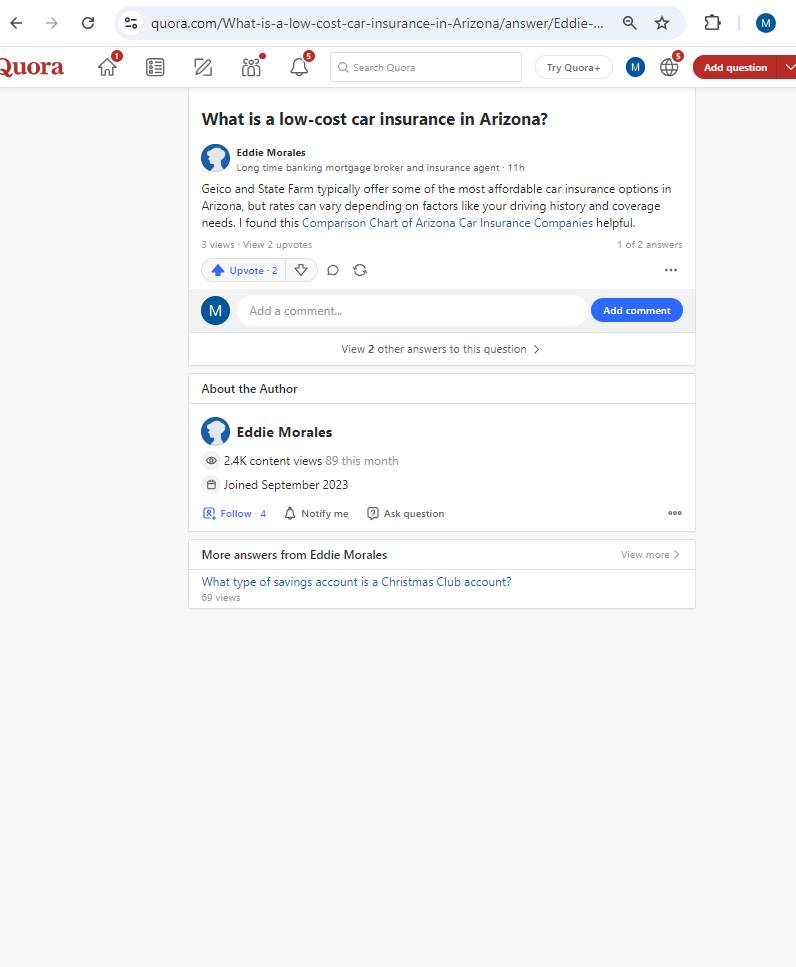 quora.com/What-is-a-low-cost-car-insurance-in-Arizona/answer/Eddie-...
M
Quora
1
5
Search Quora
Try Quora+
M
5
Add question
What is a low-cost car insurance in Arizona?
Eddie Morales
Long time banking mortgage broker and insurance agent · 11h
Geico and State Farm typically offer some of the most affordable car insurance options in
Arizona, but rates can vary depending on factors like your driving history and coverage
needs. I found this Comparison Chart of Arizona Car Insurance Companies helpful.
3 views · View 2 upvotes
1 of 2 answers
Upvote · 2
M
Add a comment...
Add comment
View 2 other answers to this question
About the Author
Eddie Morales
2.4K content views 89 this month
Joined September 2023
Follow · 4
Notify me
Ask question
More answers from Eddie Morales
View more
What type of savings account is a Christmas Club account?
69 views